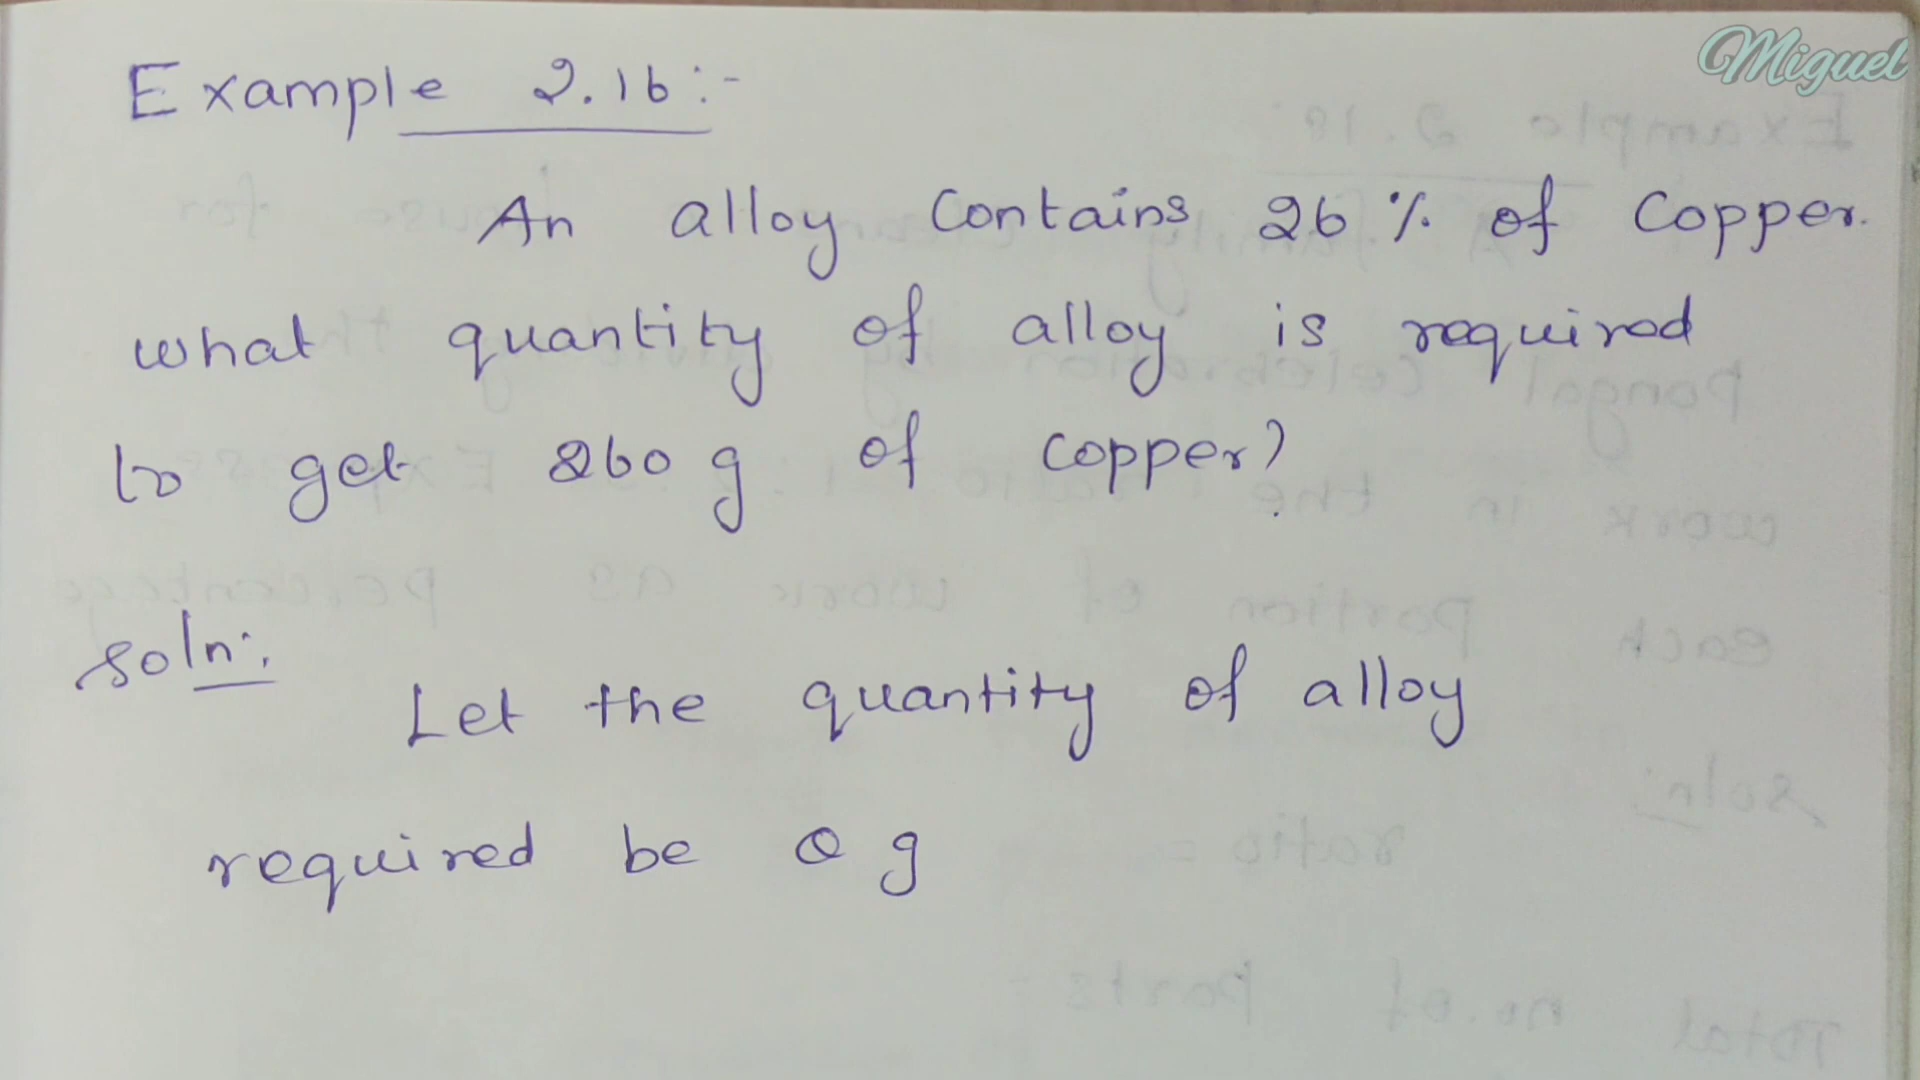 Miguel
Example 2.16:-
An alloy contains 26% of copper.
what quantity of alloy is required
to get 260 g of copper?
soln:
Let the quantity of alloy
required be Q g